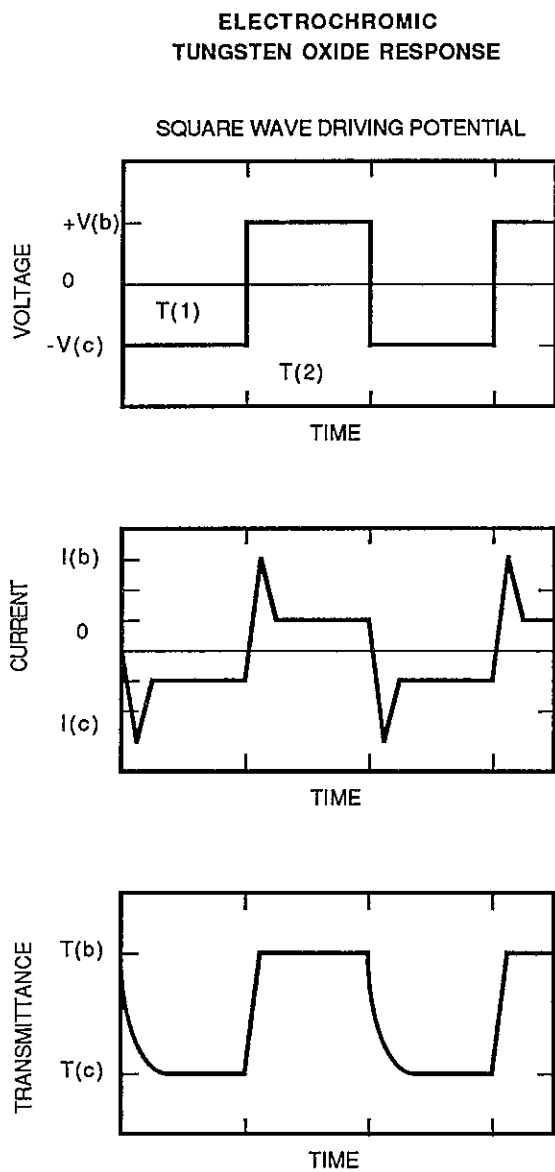 ELECTROCHROMIC
TUNGSTEN OXIDE RESPONSE
SQUARE WAVE DRIVING POTENTIAL
VOLTAGE
+V(b)
0
T(1)
-V(c)
T(2)
TIME
CURRENT
I(b)
0
I(c)
TIME
TRANSMITTANCE
T(b)
T(c)
TIME